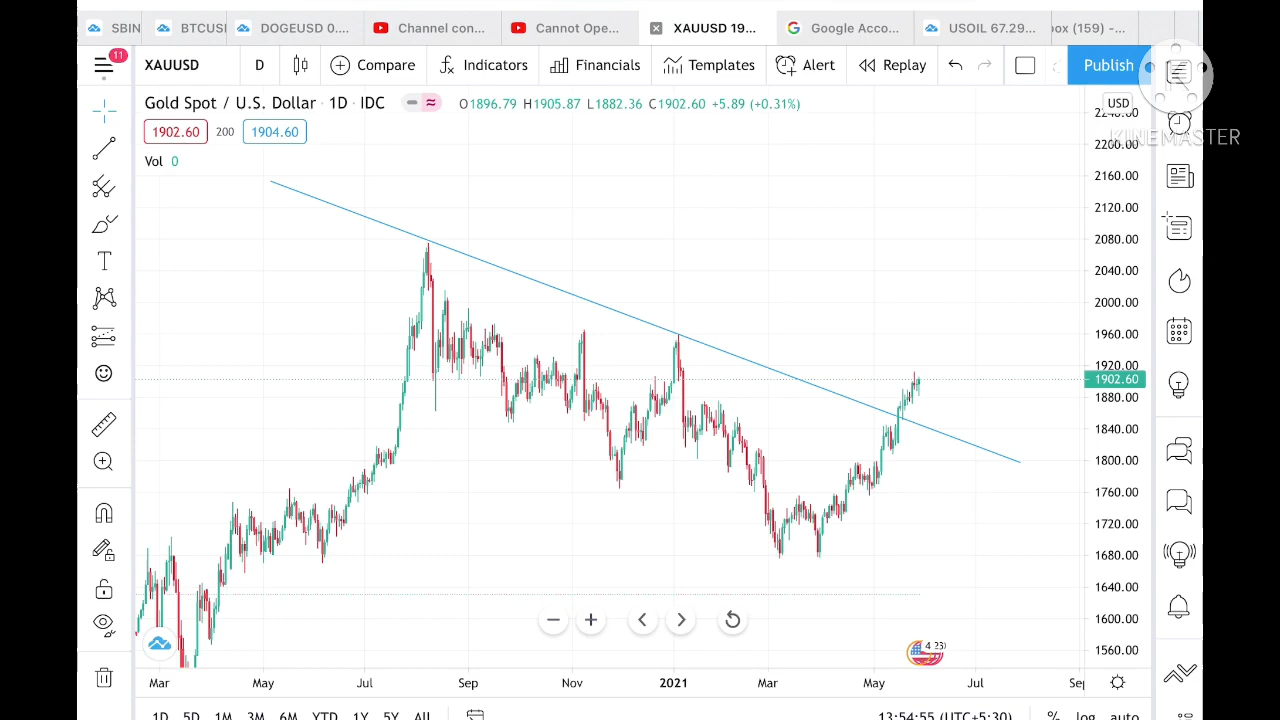 SBIN
BTCUSI
DOGEUSD 0....
Channel con...
Cannot Ope...
XAUUSD 19...
Google Acco...
USOIL 67.29...
ox (159) -...
11
XAUUSD
D
Compare
Indicators
Financials
Templates
Alert
Replay
Publish
Gold Spot / U.S. Dollar · 1D · IDC
O1896.79 H1905.87 L1882.36 C1902.60 +5.89 (+0.31%)
USD
1902.60 200 1904.60
Vol 0
KINEMASTER
2240.00
2200.00
2160.00
2120.00
2080.00
2040.00
2000.00
1960.00
1920.00
1902.60
1880.00
1840.00
1800.00
1760.00
1720.00
1680.00
1640.00
1600.00
1560.00
4 23
Mar May Jul Sep Nov 2021 Mar May Jul Sep
1D 5D 1M 3M 6M YTD 1Y 5Y All
13:54:55 (UTC+5:30) % log auto